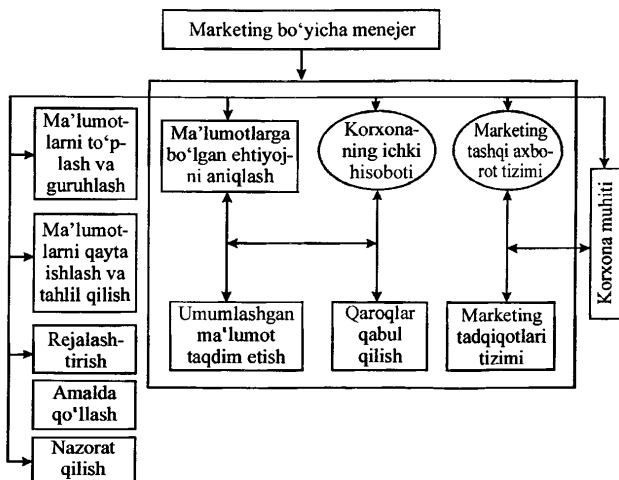 Marketing bo‘yicha menejer
Ma’lumot-
larni to‘p-
lash va
guruhlash
Ma’lumot-
larni qayta
ishlash va
tahlil qilish
Rejalash-
tirish
Amalda
qo‘llash
Nazorat
qilish
Ma’lumotlarga
bo‘lgan ehtiyoj-
ni aniqlash
Korxona-
ning ichki
hisoboti
Marketing
tashqi axbo-
rot tizimi
Umumlashgan
ma’lumot
taqdim etish
Qaroqlar
qabul
qilish
Marketing
tadqiqotlari
tizimi
Korxona muhiti